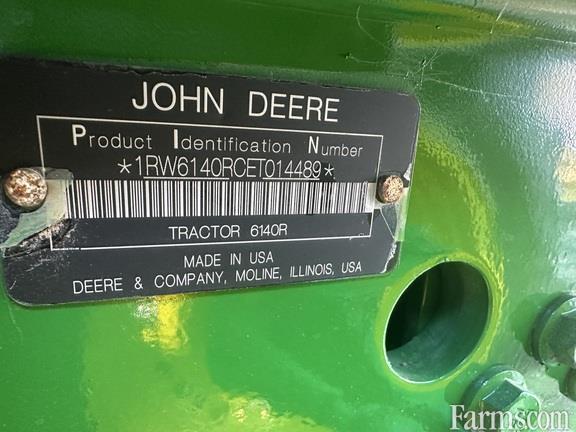 JOHN DEERE
Product Identification Number
*1RW6140RCET014489*
TRACTOR 6140R
MADE IN USA
DEERE & COMPANY, MOLINE, ILLINOIS, USA
Farms.com